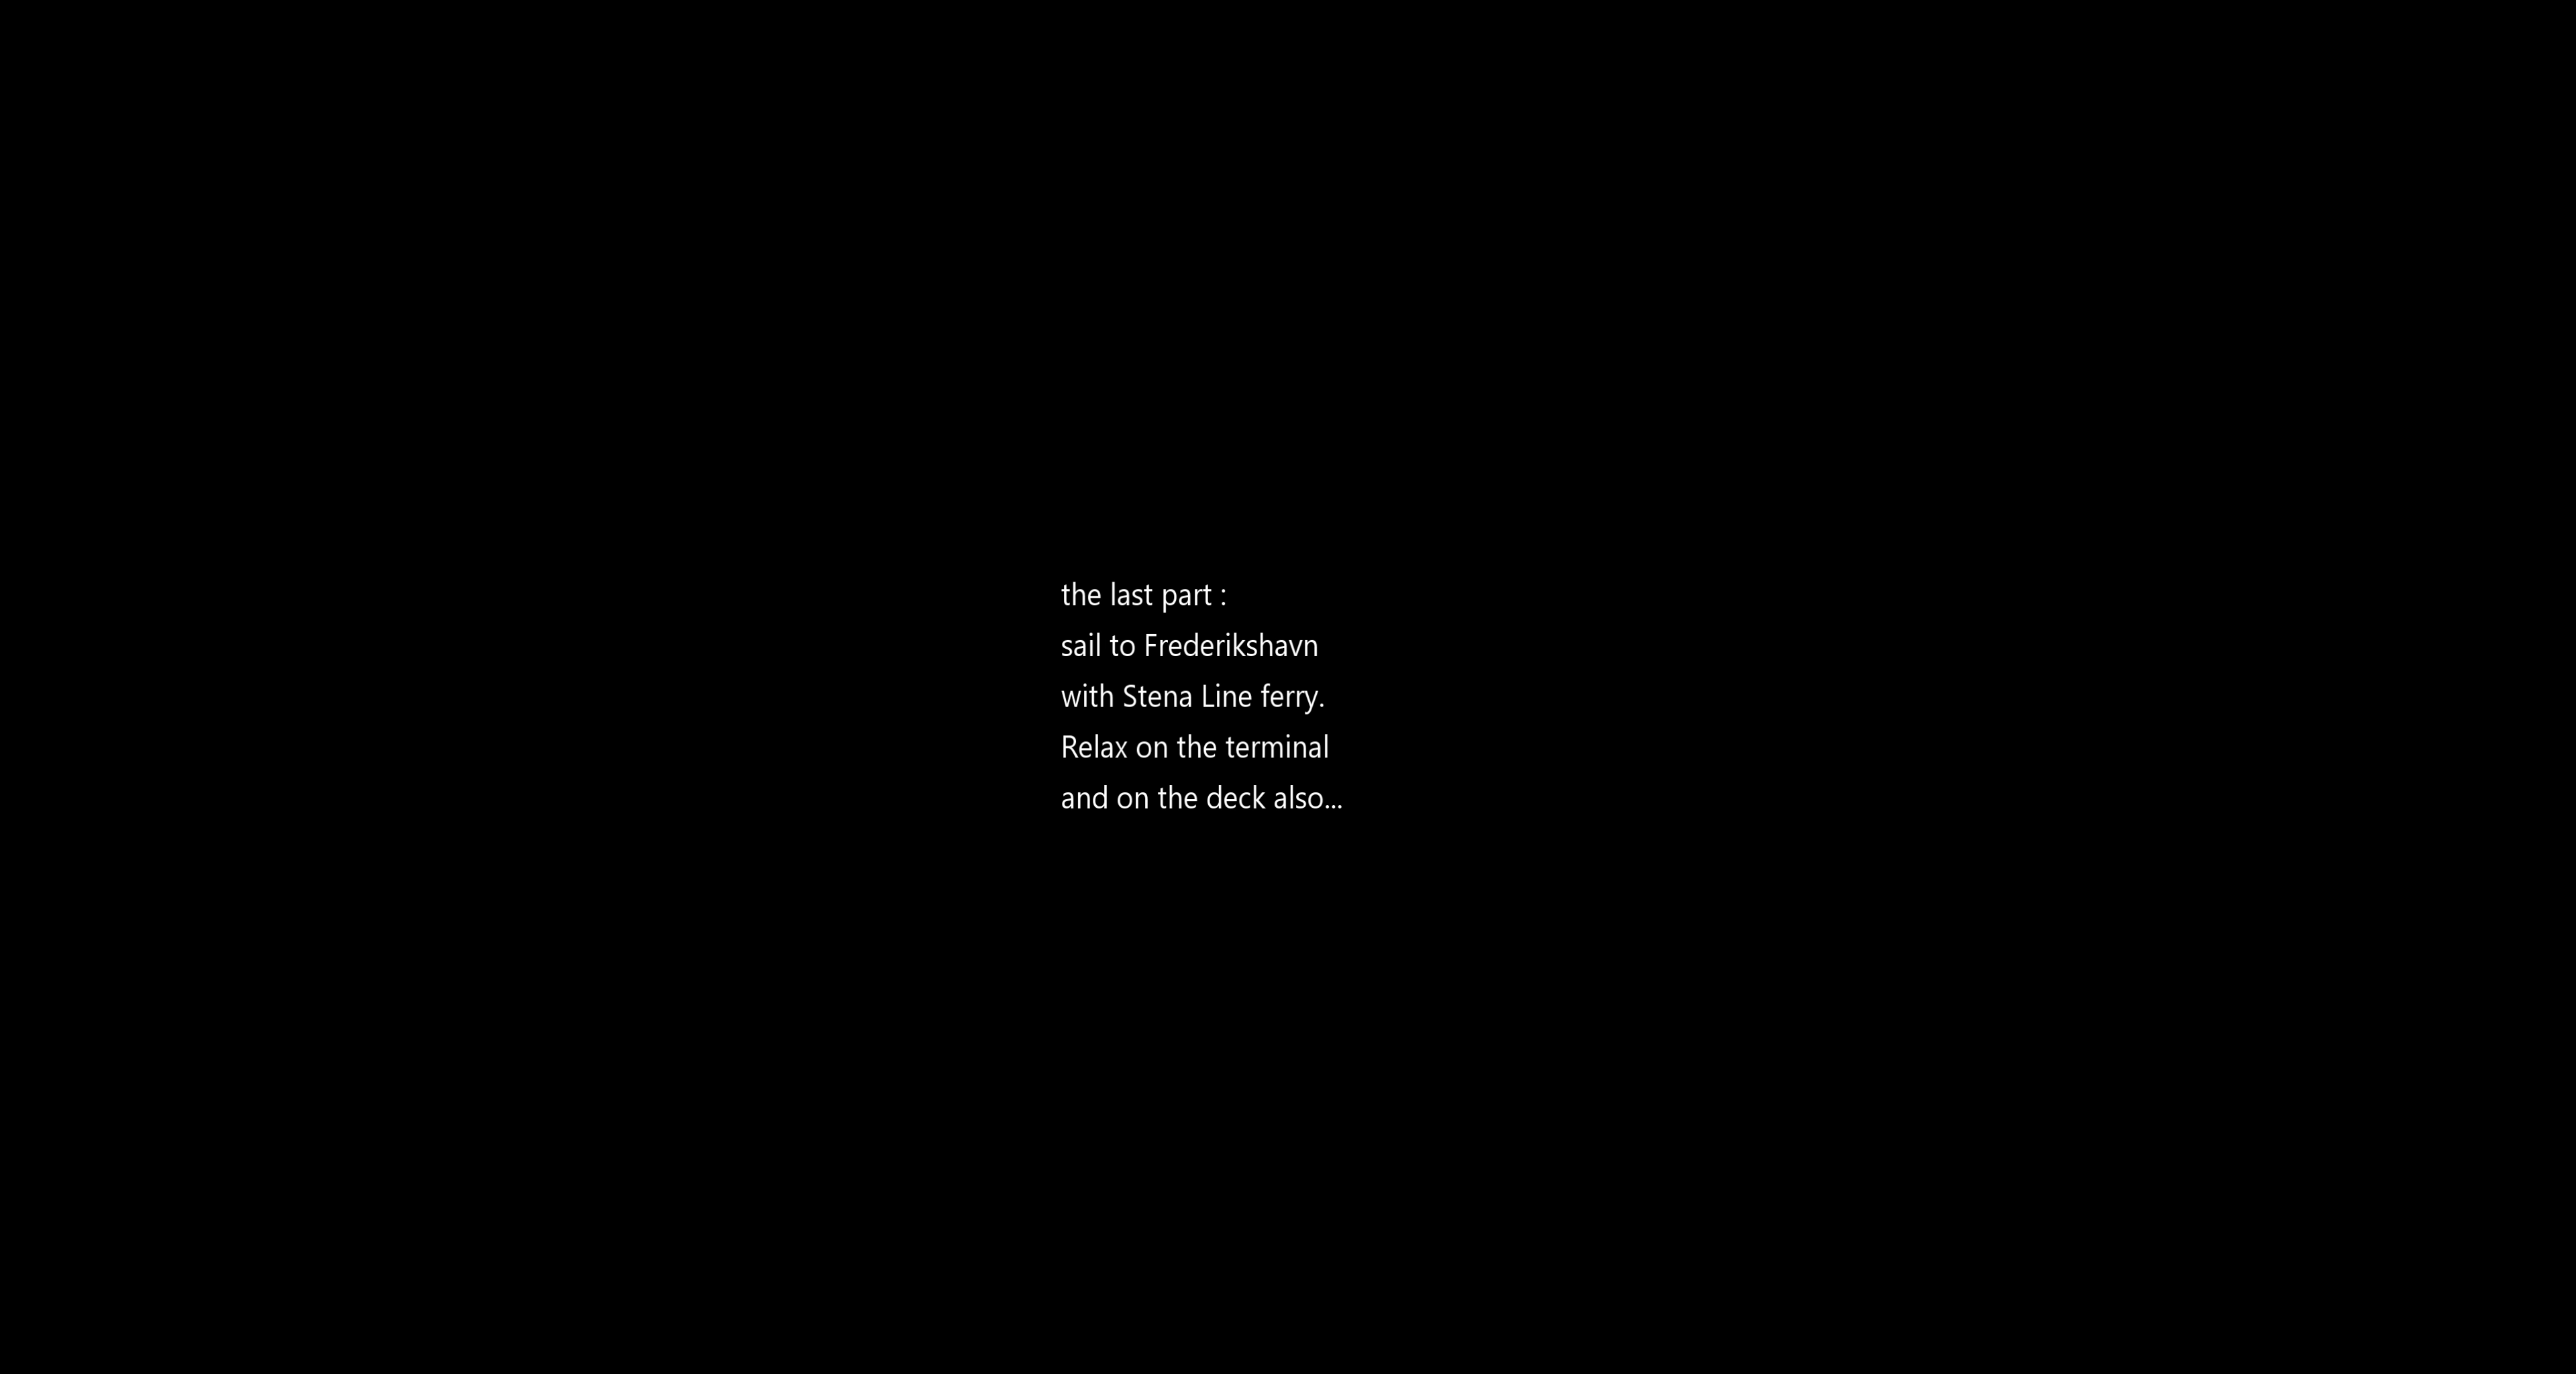 the last part :
sail to Frederikshavn
with Stena Line ferry.
Relax on the terminal
and on the deck also...